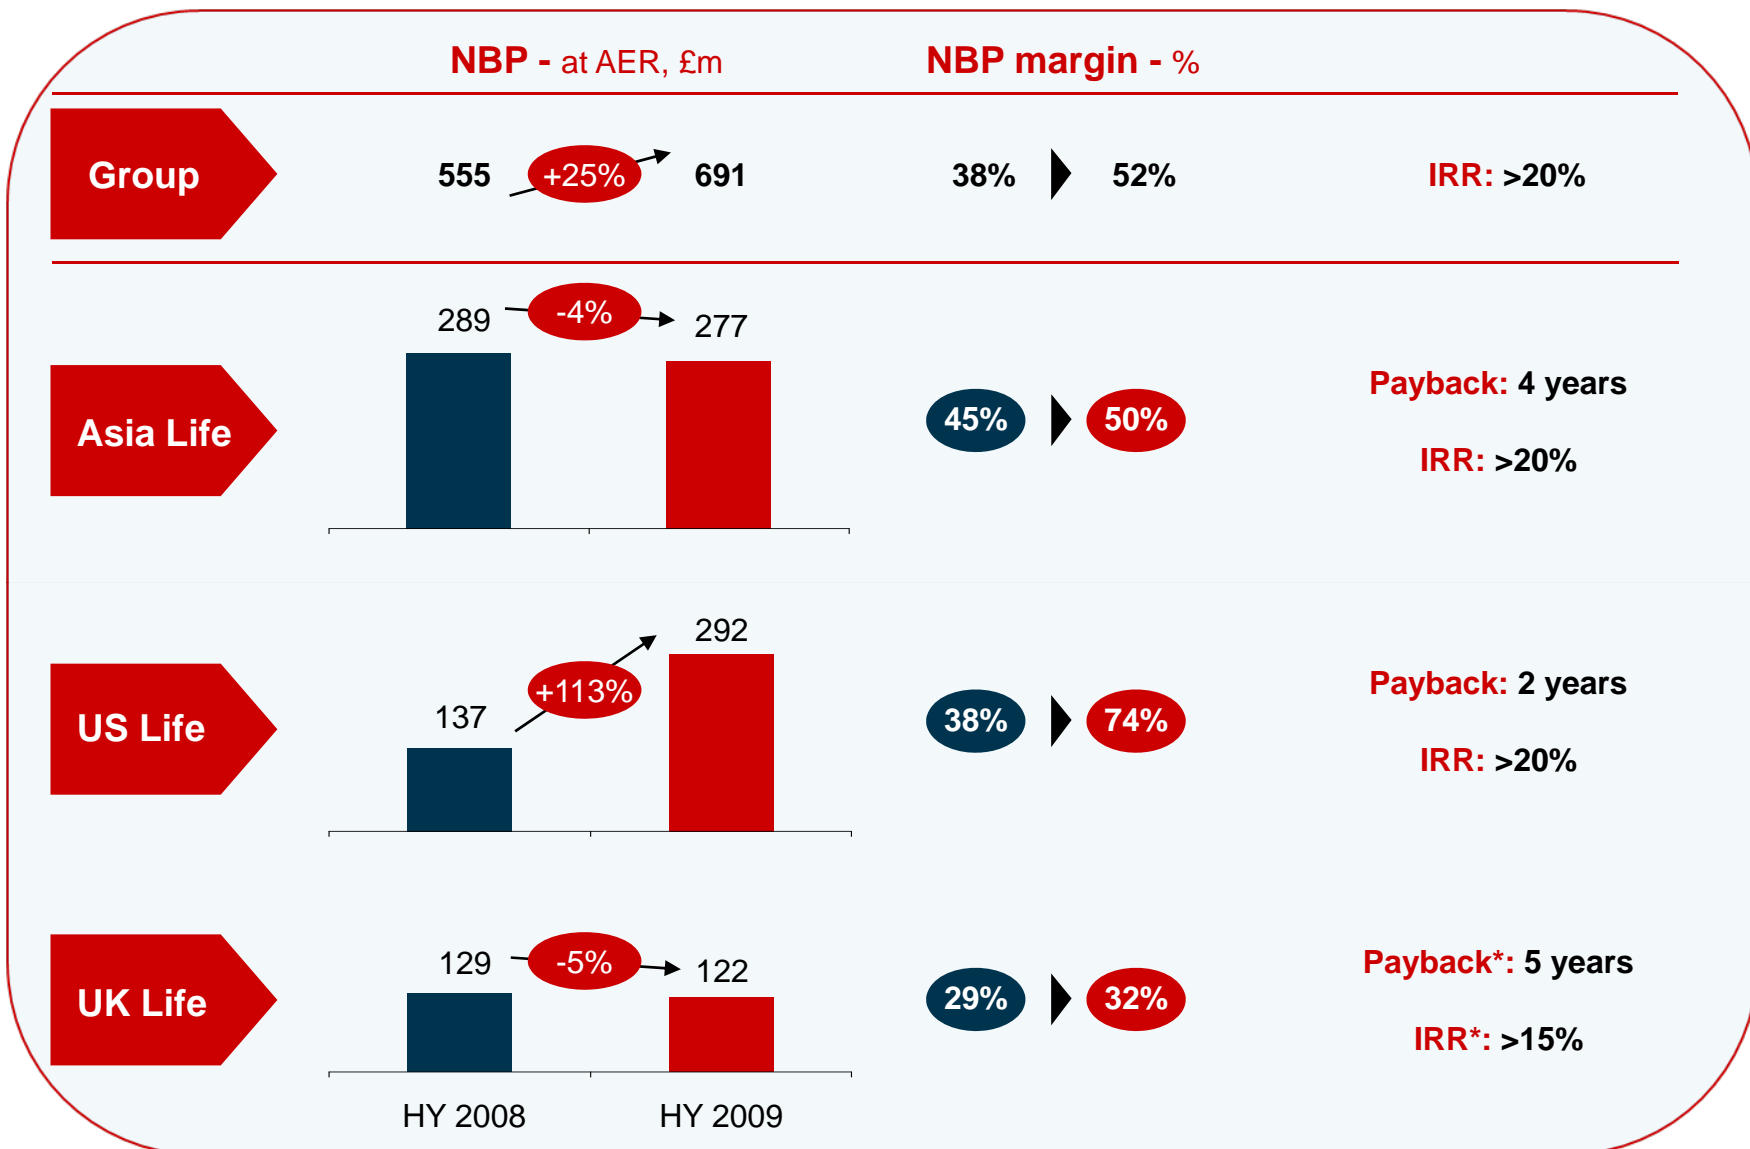 NBP - at AER, £m NBP margin - %
Group 555 +25% 691 38% 52% IRR: >20%
289 -4% 277
Asia Life 45% 50% Payback: 4 years
IRR: >20%
292
137 +113%
US Life 38% 74% Payback: 2 years
IRR: >20%
129 -5% 122
UK Life 29% 32% Payback*: 5 years
IRR*: >15%
HY 2008 HY 2009